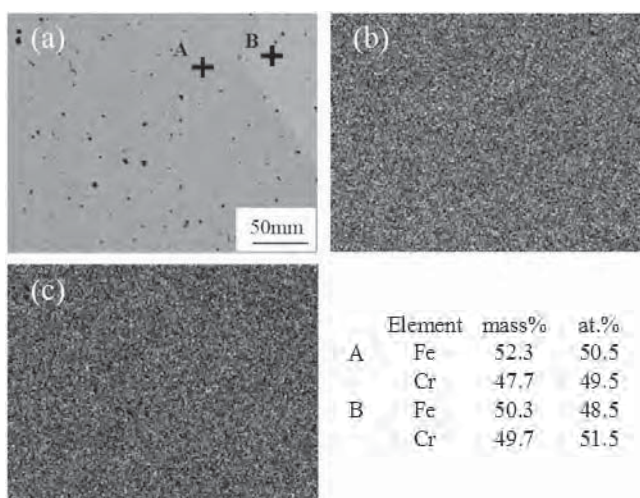 (a)
A
B
50mm
(b)
(c)
Element mass% at.%
A Fe 52.3 50.5
Cr 47.7 49.5
B Fe 50.3 48.5
Cr 49.7 51.5